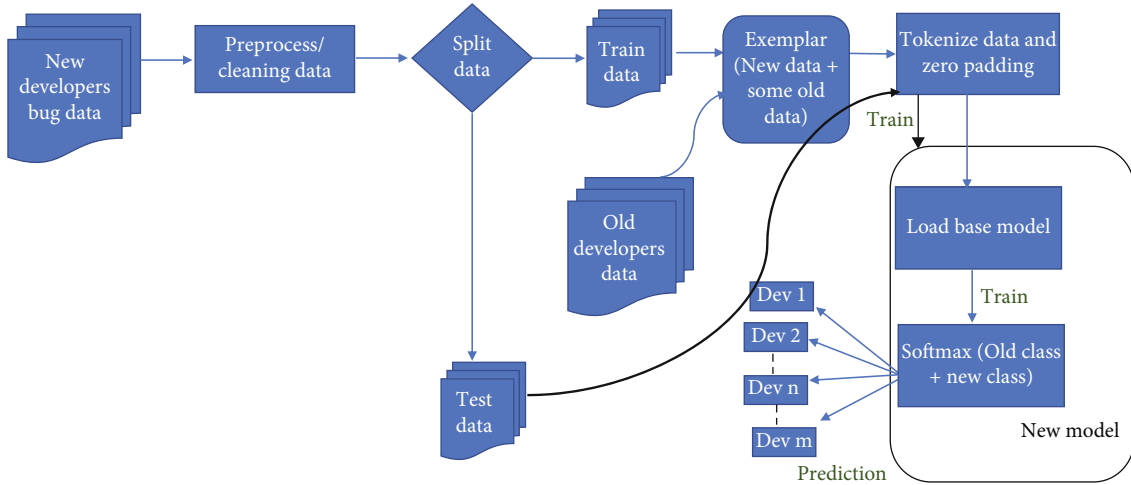 New
developers
bug data
Preprocess/
cleaning data
Split
data
Train
data
Exemplar
(New data +
some old
data)
Tokenize data and
zero padding
Train
Old
developers
data
Load base model
Train
Dev 1
Dev 2
Dev n
Dev m
Softmax (Old class
+ new class)
Test
data
New model
Prediction